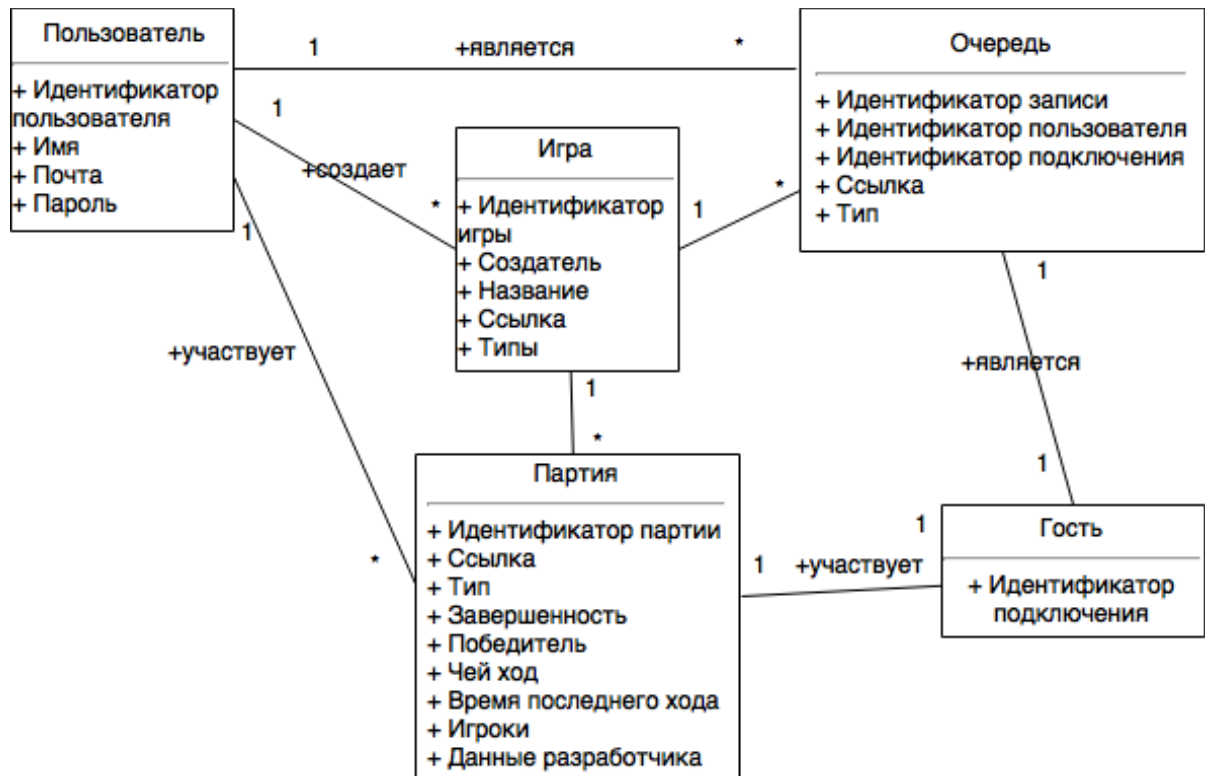 Пользователь
+ Идентификатор
пользователя
+ Имя
+ Почта
+ Пароль
1
+является
*
Очередь
+ Идентификатор записи
+ Идентификатор пользователя
+ Идентификатор подключения
+ Ссылка
+ Тип
1
+создает
*
Игра
+ Идентификатор
игры
+ Создатель
+ Название
+ Ссылка
+ Типы
1
*
1
+участвует
*
1
*
Партия
+ Идентификатор партии
+ Ссылка
+ Тип
+ Завершенность
+ Победитель
+ Чей ход
+ Время последнего хода
+ Игроки
+ Данные разработчика
1
+является
1
1
+участвует
1
Гость
+ Идентификатор
подключения